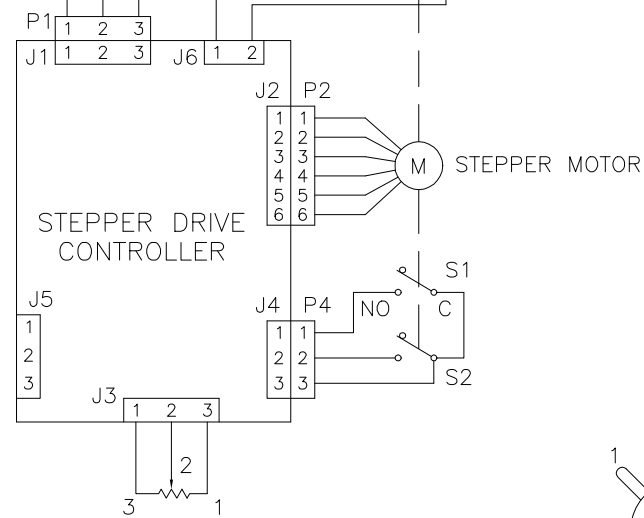 P1 1 2 3
J1 1 2 3
J6 1 2
J2 P2
1 1
2 2
3 3
4 4
5 5
6 6
M STEPPER MOTOR
STEPPER DRIVE
CONTROLLER
S1
NO C
J4 P4
1 1
2 2
3 3
S2
J5
1
2
3
J3
1 2 3
2
3 1
1